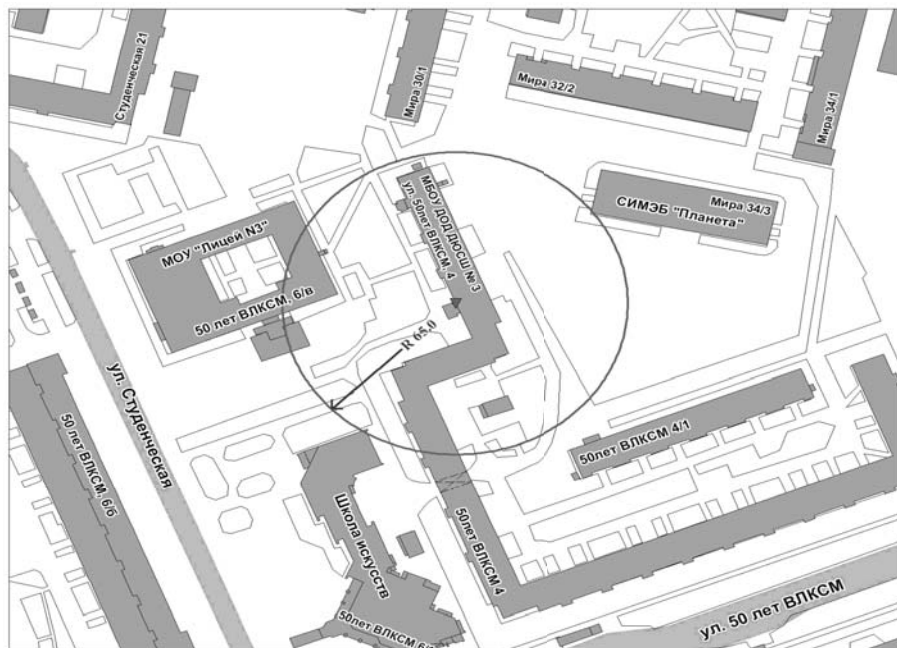 Студенческая 21
Мира 30/1
Мира 32/2
Мира 34/1
МБОУ ДОД ДЮСШ № 3
ул. 50лет ВЛКСМ, 4
Мира 34/3
СИМЭБ "Планета"
МОУ "Лицей N3"
50 лет ВЛКСМ, 6/в
R 65,0
ул. Студенческая
50 лет ВЛКСМ, 6/б
50лет ВЛКСМ 4/1
Школа искусств
50лет ВЛКСМ 4
50лет ВЛКСМ
ул. 50 лет ВЛКСМ